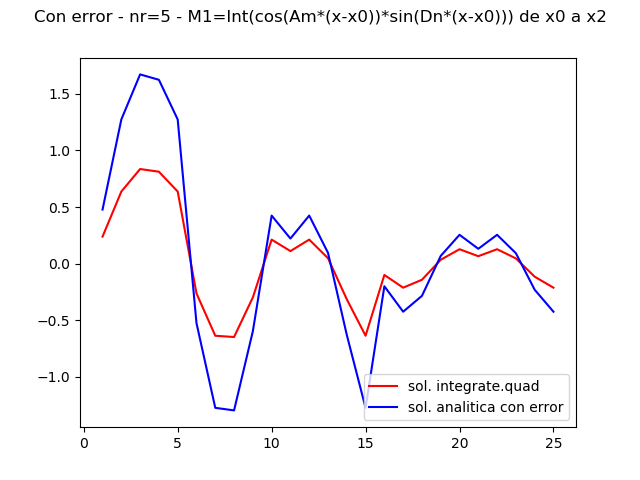 Con error - nr=5 - M1=Int(cos(Am*(x-x0))*sin(Dn*(x-x0))) de x0 a x2
1.5
1.0
0.5
0.0
−0.5
−1.0
sol. integrate.quad
sol. analitica con error
0 5 10 15 20 25